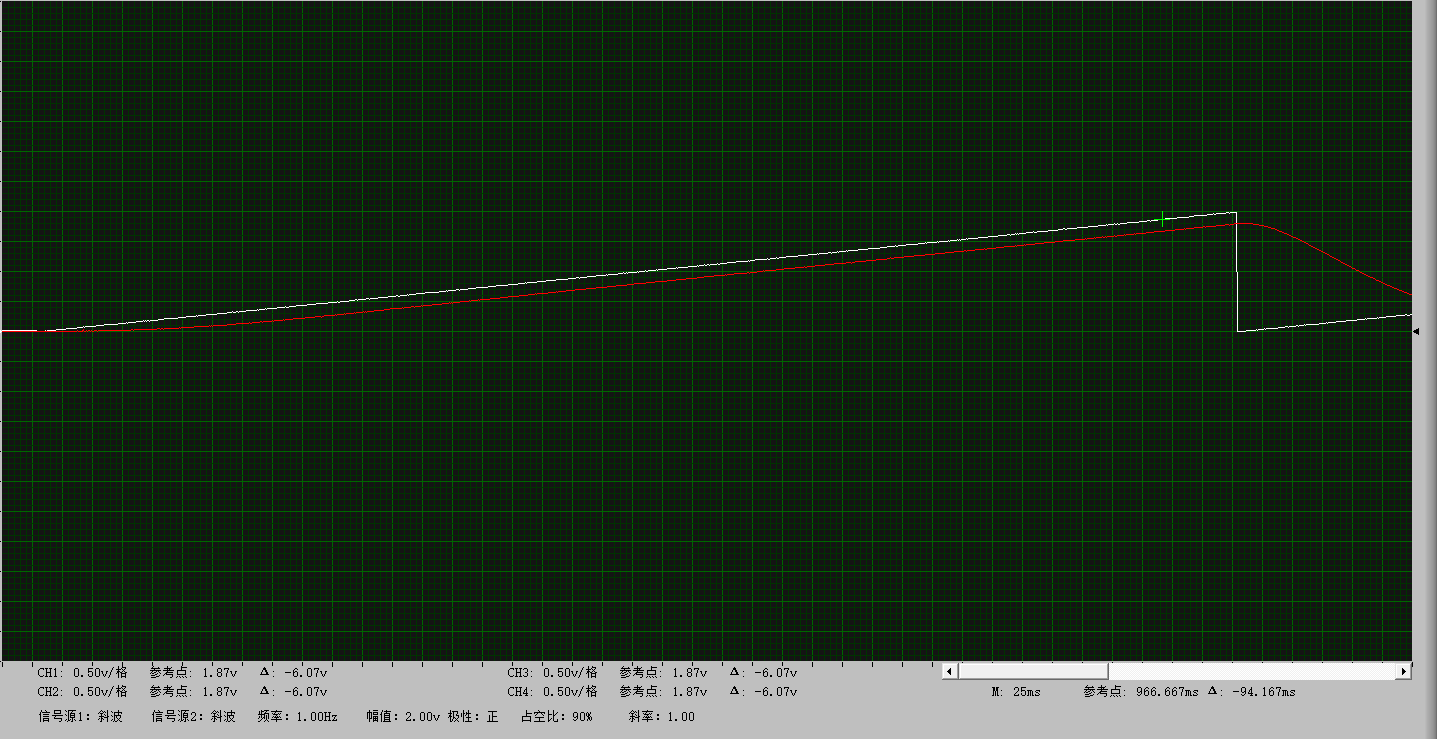 CH1: 0.50v/格 参考点: 1.87v Δ: -6.07v CH3: 0.50v/格 参考点: 1.87v Δ: -6.07v
CH2: 0.50v/格 参考点: 1.87v Δ: -6.07v CH4: 0.50v/格 参考点: 1.87v Δ: -6.07v M: 25ms 参考点: 966.667ms Δ: -94.167ms
信号源1: 斜波 信号源2: 斜波 频率: 1.00Hz 幅值: 2.00v 极性: 正 占空比: 90% 斜率: 1.00